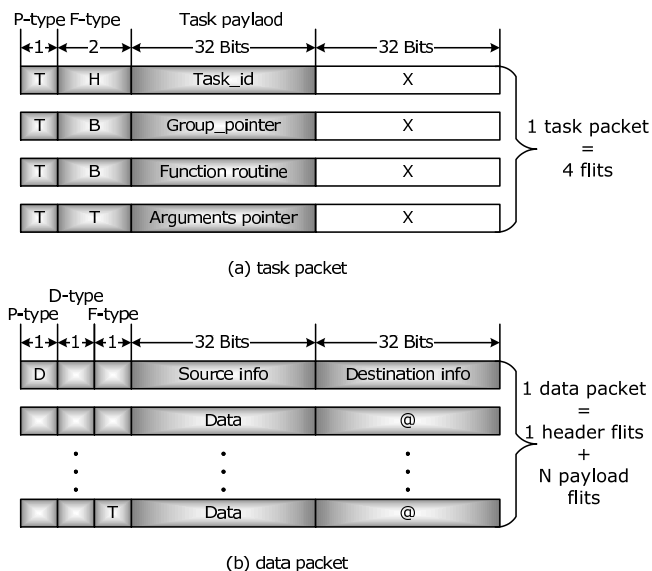 P-type F-type Task paylaod
1 2 32 Bits 32 Bits
T H Task_id X
T B Group_pointer X
T B Function routine X
T T Arguments pointer X
1 task packet
=
4 flits
(a) task packet
D-type
P-type F-type
1 1 1 32 Bits 32 Bits
D Source info Destination info
Data @
T Data @
1 data packet
=
1 header flits
+
N payload
flits
(b) data packet